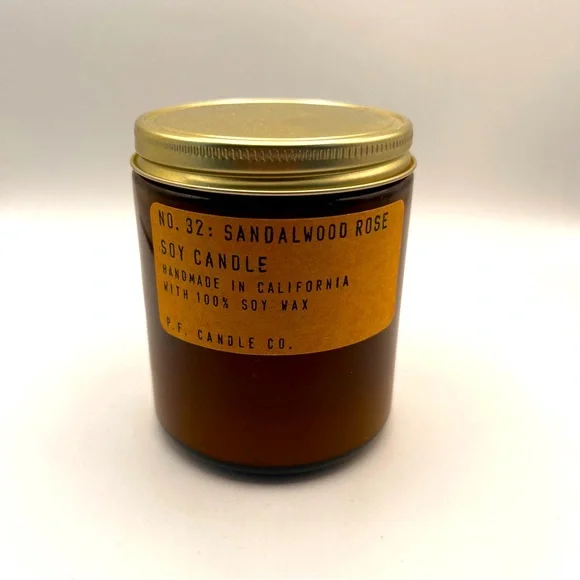 NO. 32: SANDALWOOD ROSE
SOY CANDLE
HANDMADE IN CALIFORNIA
WITH 100% SOY WAX
P.F. CANDLE CO.